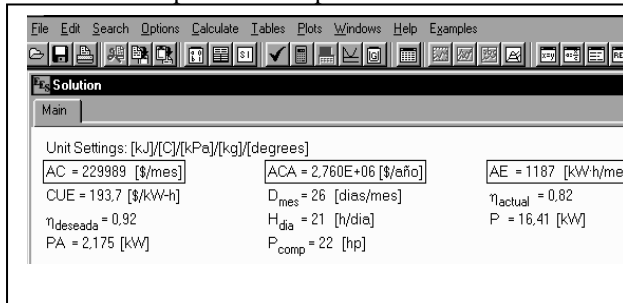 File Edit Search Options Calculate Tables Plots Windows Help Examples
EES Solution
Main
Unit Settings: [kJ]/[C]/[kPa]/[kg]/[degrees]
AC = 229989 [$/mes] ACA = 2,760E+06 [$/año] AE = 1187 [kW·h/me
CUE = 193,7 [$/kW-h] Dmes = 26 [dias/mes] ηactual = 0,82
ηdeseada = 0,92 Hdia = 21 [h/dia] P = 16,41 [kW]
PA = 2,175 [kW] Pcomp = 22 [hp]